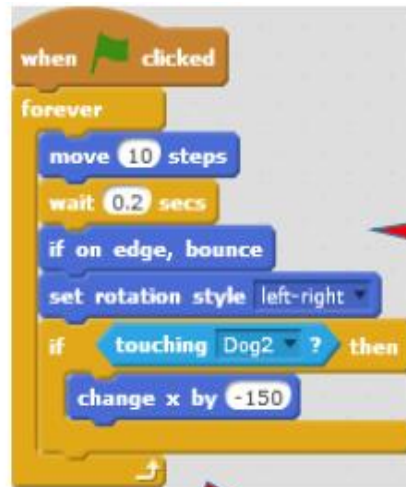 when clicked
forever
move 10 steps
wait 0.2 secs
if on edge, bounce
set rotation style left-right
if touching Dog2 ? then
change x by -150